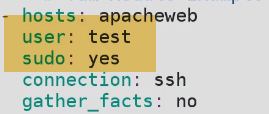 - hosts: apacheweb
user: test
sudo: yes
connection: ssh
gather_facts: no